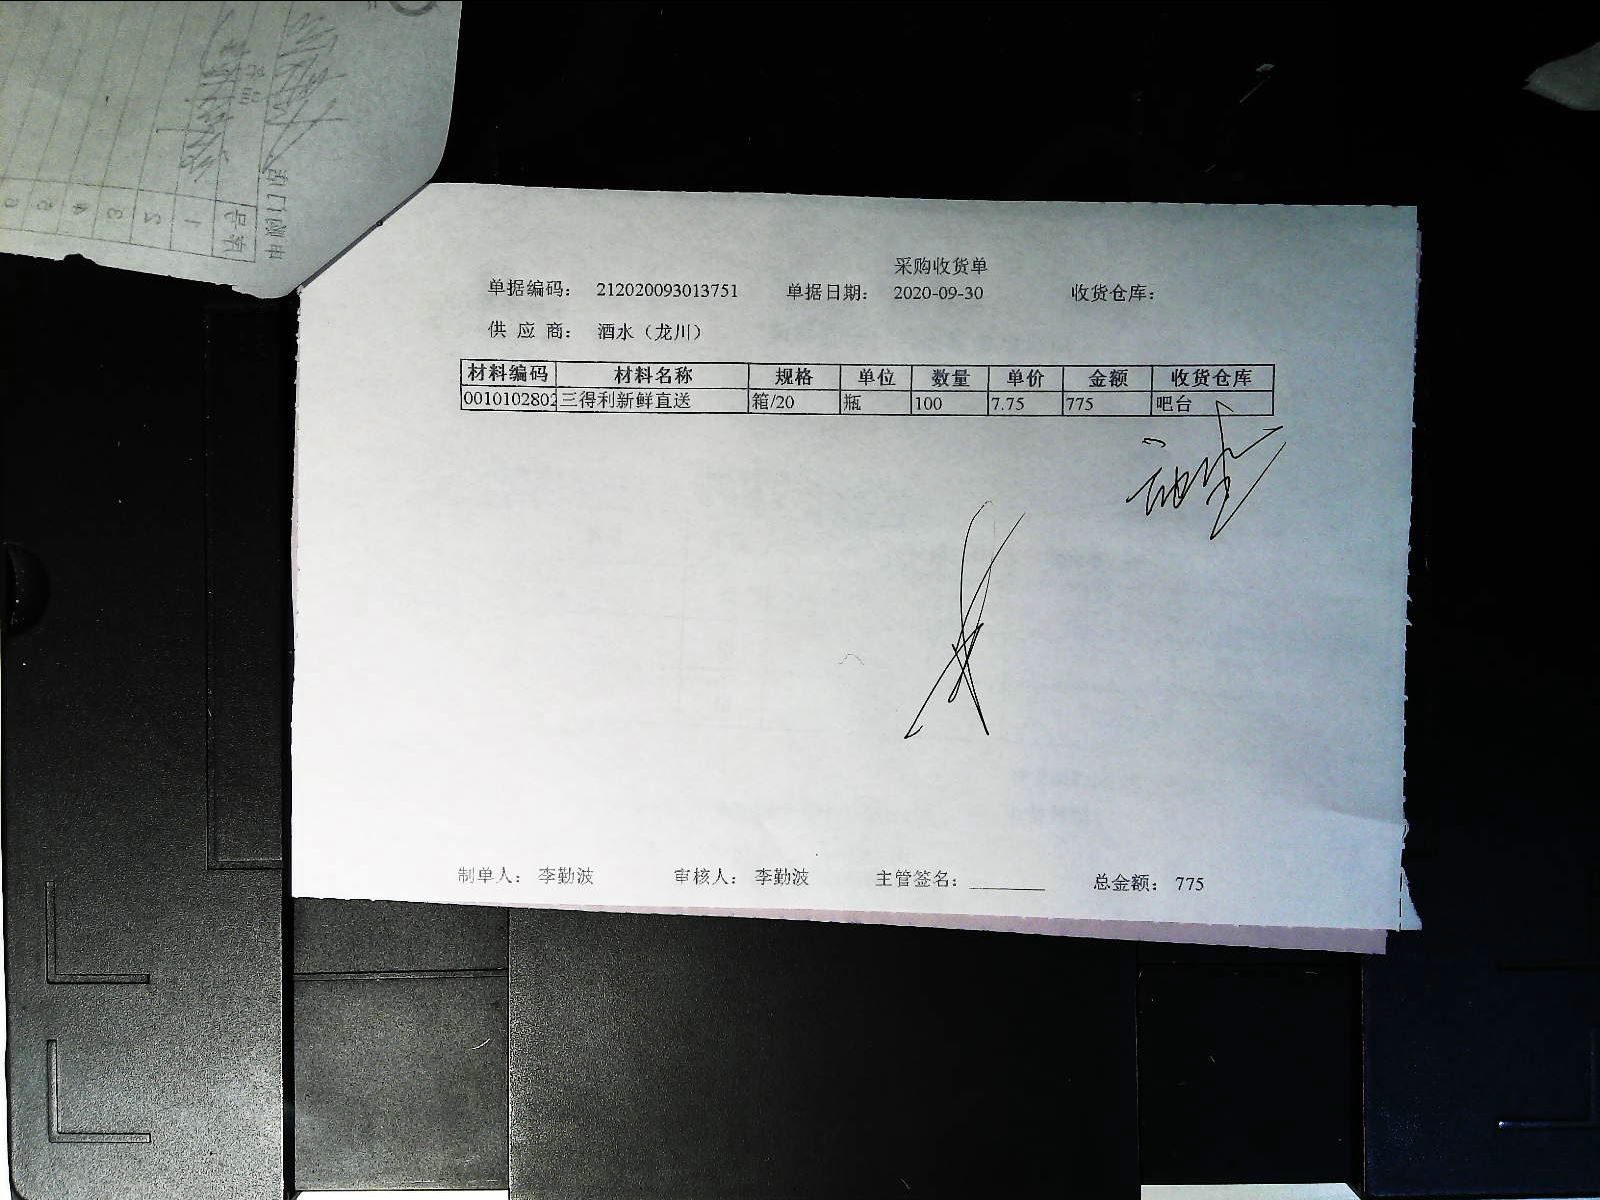 采购收货单
单据编码： 212020093013751 单据日期： 2020-09-30 收货仓库：
供 应 商： 酒水（龙川）
材料编码 材料名称 规格 单位 数量 单价 金额 收货仓库
0010102802 三得利新鲜直送 箱/20 瓶 100 7.75 775 吧台
制单人： 李勤波 审核人： 李勤波 主管签名：_______ 总金额： 775